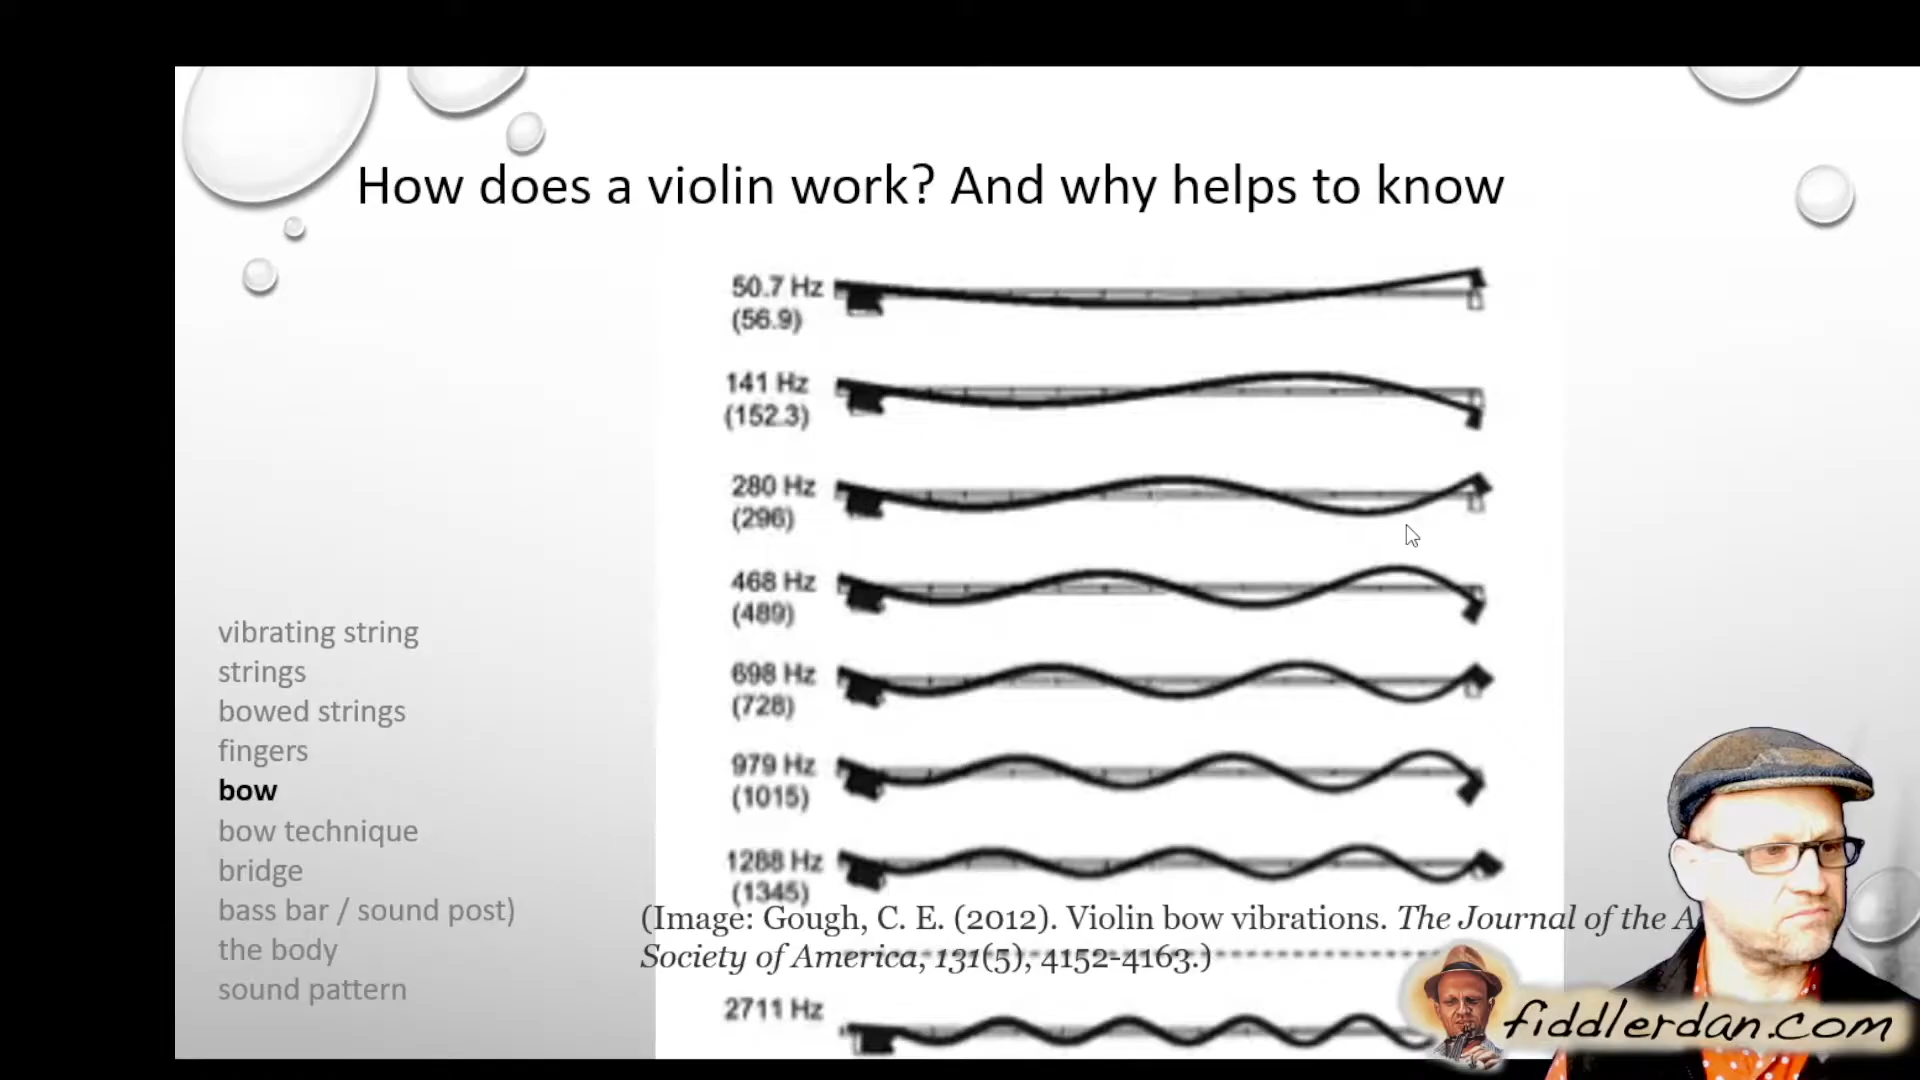 How does a violin work? And why helps to know
50.7 Hz
(56.9)
141 Hz
(152.3)
280 Hz
(296)
468 Hz
(489)
698 Hz
(728)
979 Hz
(1015)
1288 Hz
(1345)
2711 Hz
vibrating string
strings
bowed strings
fingers
bow
bow technique
bridge
bass bar / sound post)
the body
sound pattern
(Image: Gough, C. E. (2012). Violin bow vibrations. The Journal of the A
Society of America, 131(5), 4152-4163.)
fiddlerdan.com